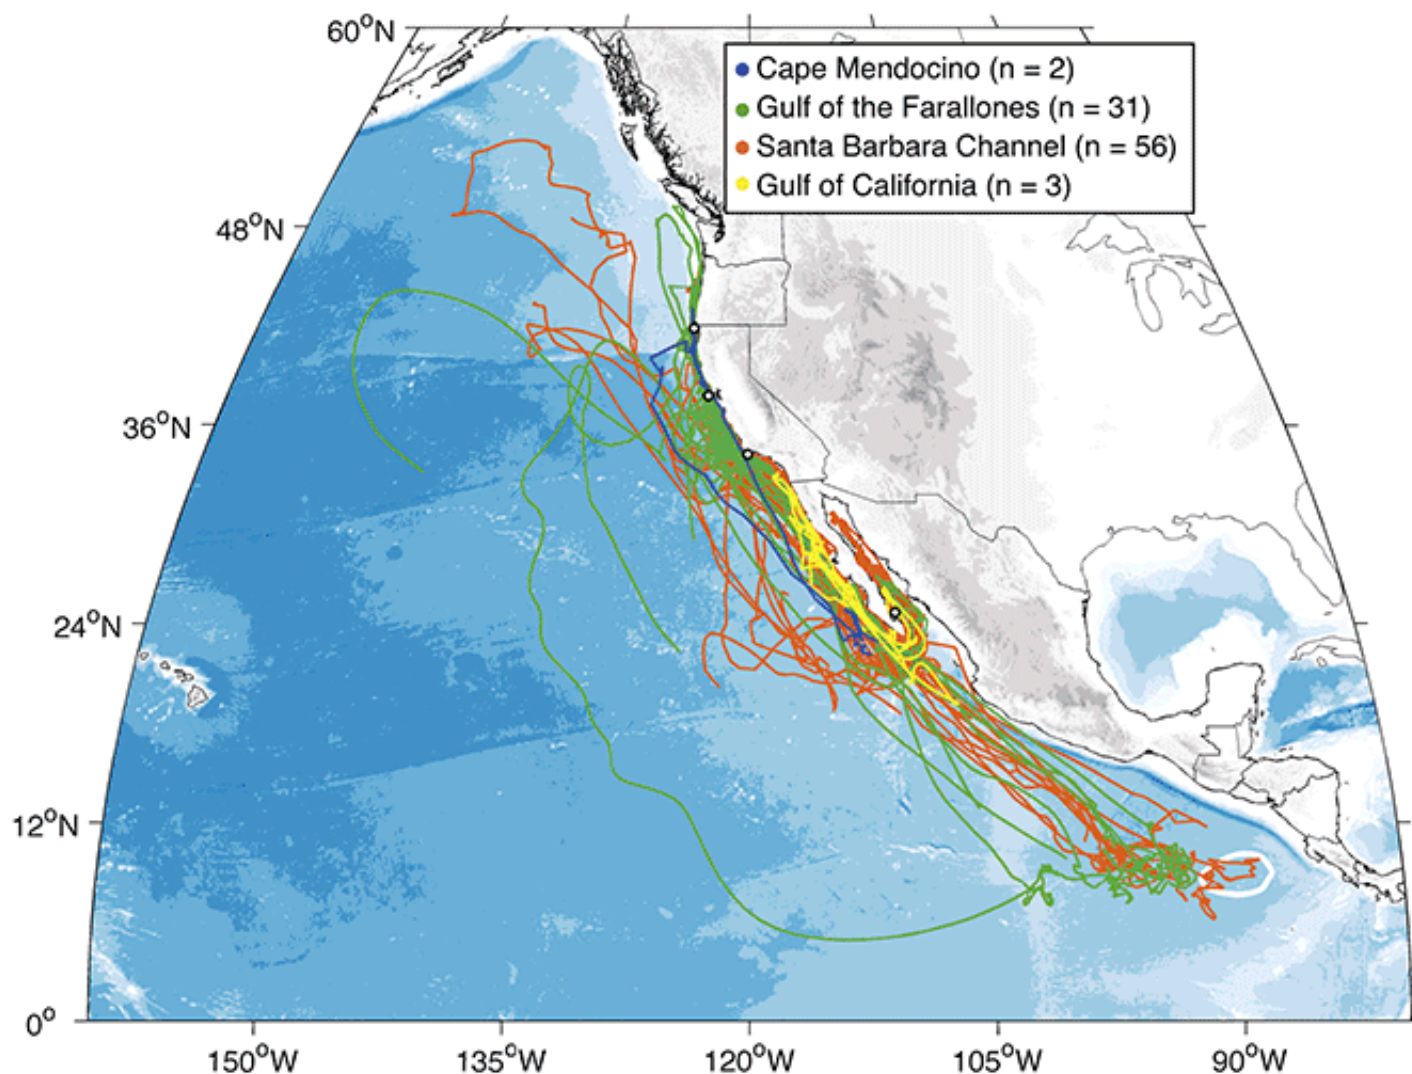 60°N
Cape Mendocino (n = 2)
Gulf of the Farallones (n = 31)
Santa Barbara Channel (n = 56)
Gulf of California (n = 3)
48°N
36°N
24°N
12°N
0°
150°W 135°W 120°W 105°W 90°W